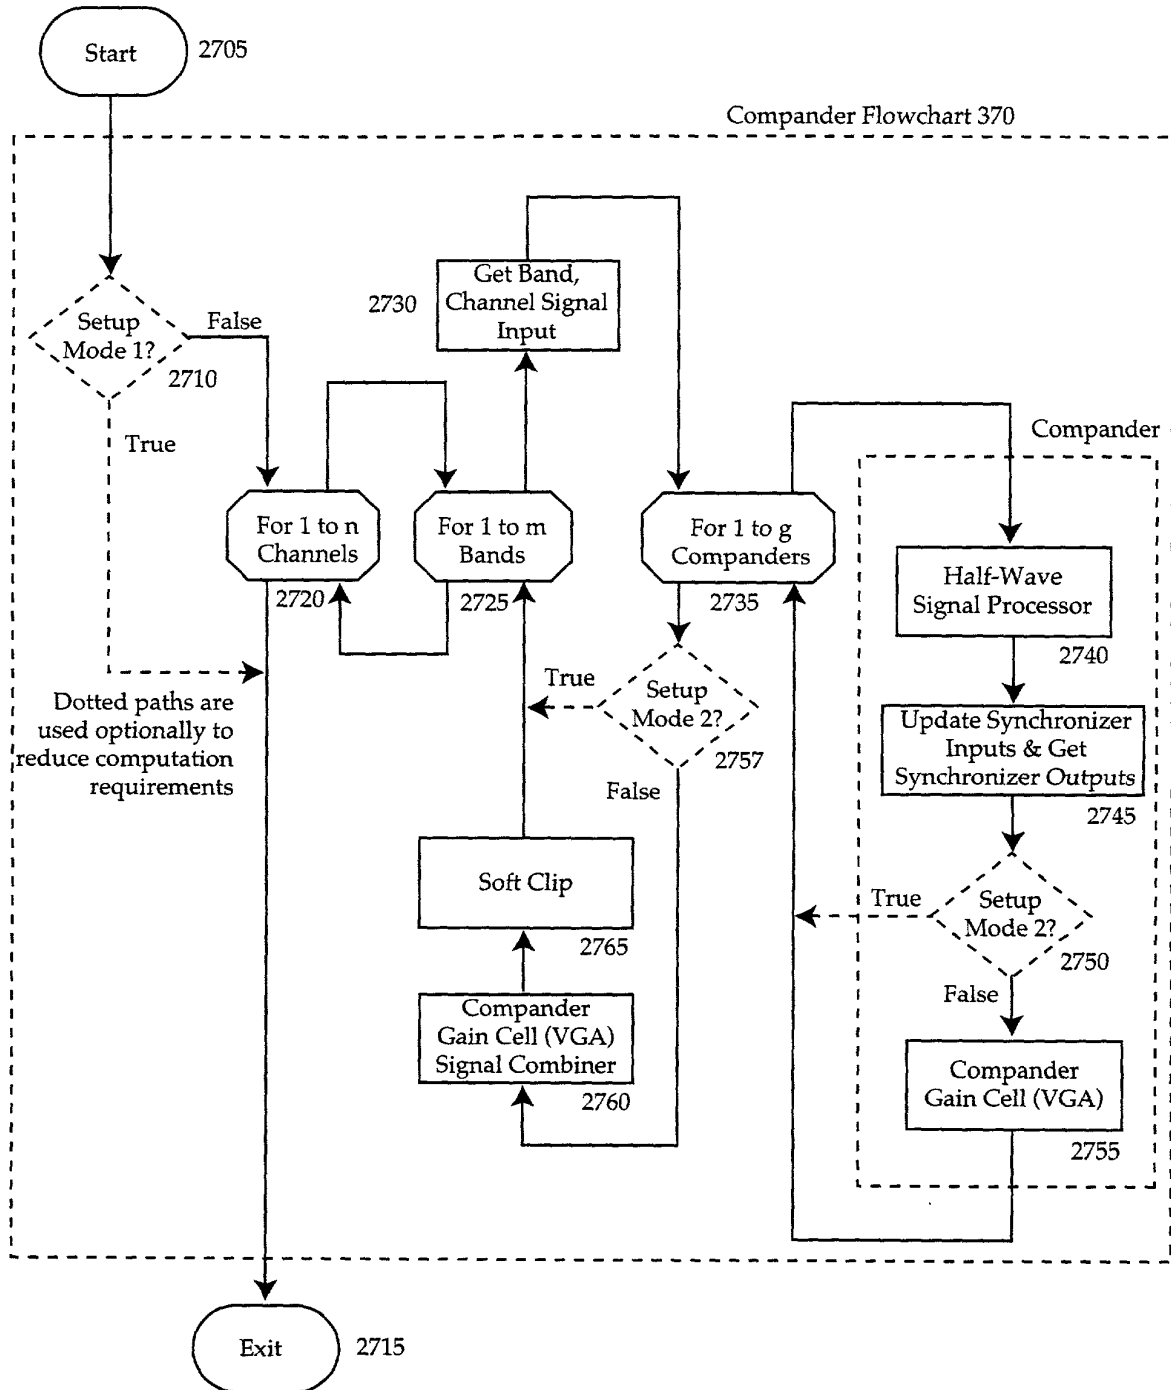 Start
2705
Compander Flowchart 370
Get Band,
Channel Signal
Input
2730
Setup
Mode 1?
2710
False
True
Compander
For 1 to n
Channels
2720
For 1 to m
Bands
2725
For 1 to g
Companders
2735
Half-Wave
Signal Processor
2740
Dotted paths are
used optionally to
reduce computation
requirements
True
Setup
Mode 2?
2757
False
Update Synchronizer
Inputs & Get
Synchronizer Outputs
2745
Soft Clip
2765
True
Setup
Mode 2?
2750
False
Compander
Gain Cell (VGA)
Signal Combiner
2760
Compander
Gain Cell (VGA)
2755
Exit
2715